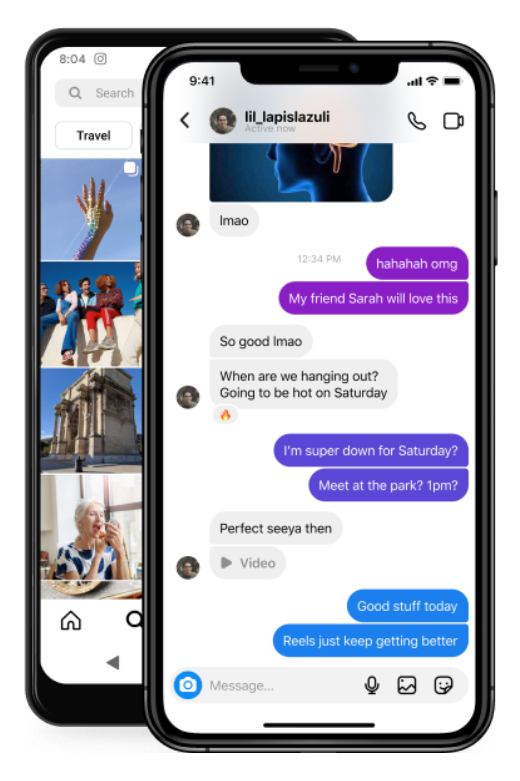 8:04
Search
Travel
9:41
lil_lapislazuli
Active now
lmao
12:34 PM
hahahah omg
My friend Sarah will love this
So good lmao
When are we hanging out?
Going to be hot on Saturday
I'm super down for Saturday?
Meet at the park? 1pm?
Perfect seeya then
Video
Good stuff today
Reels just keep getting better
Message...